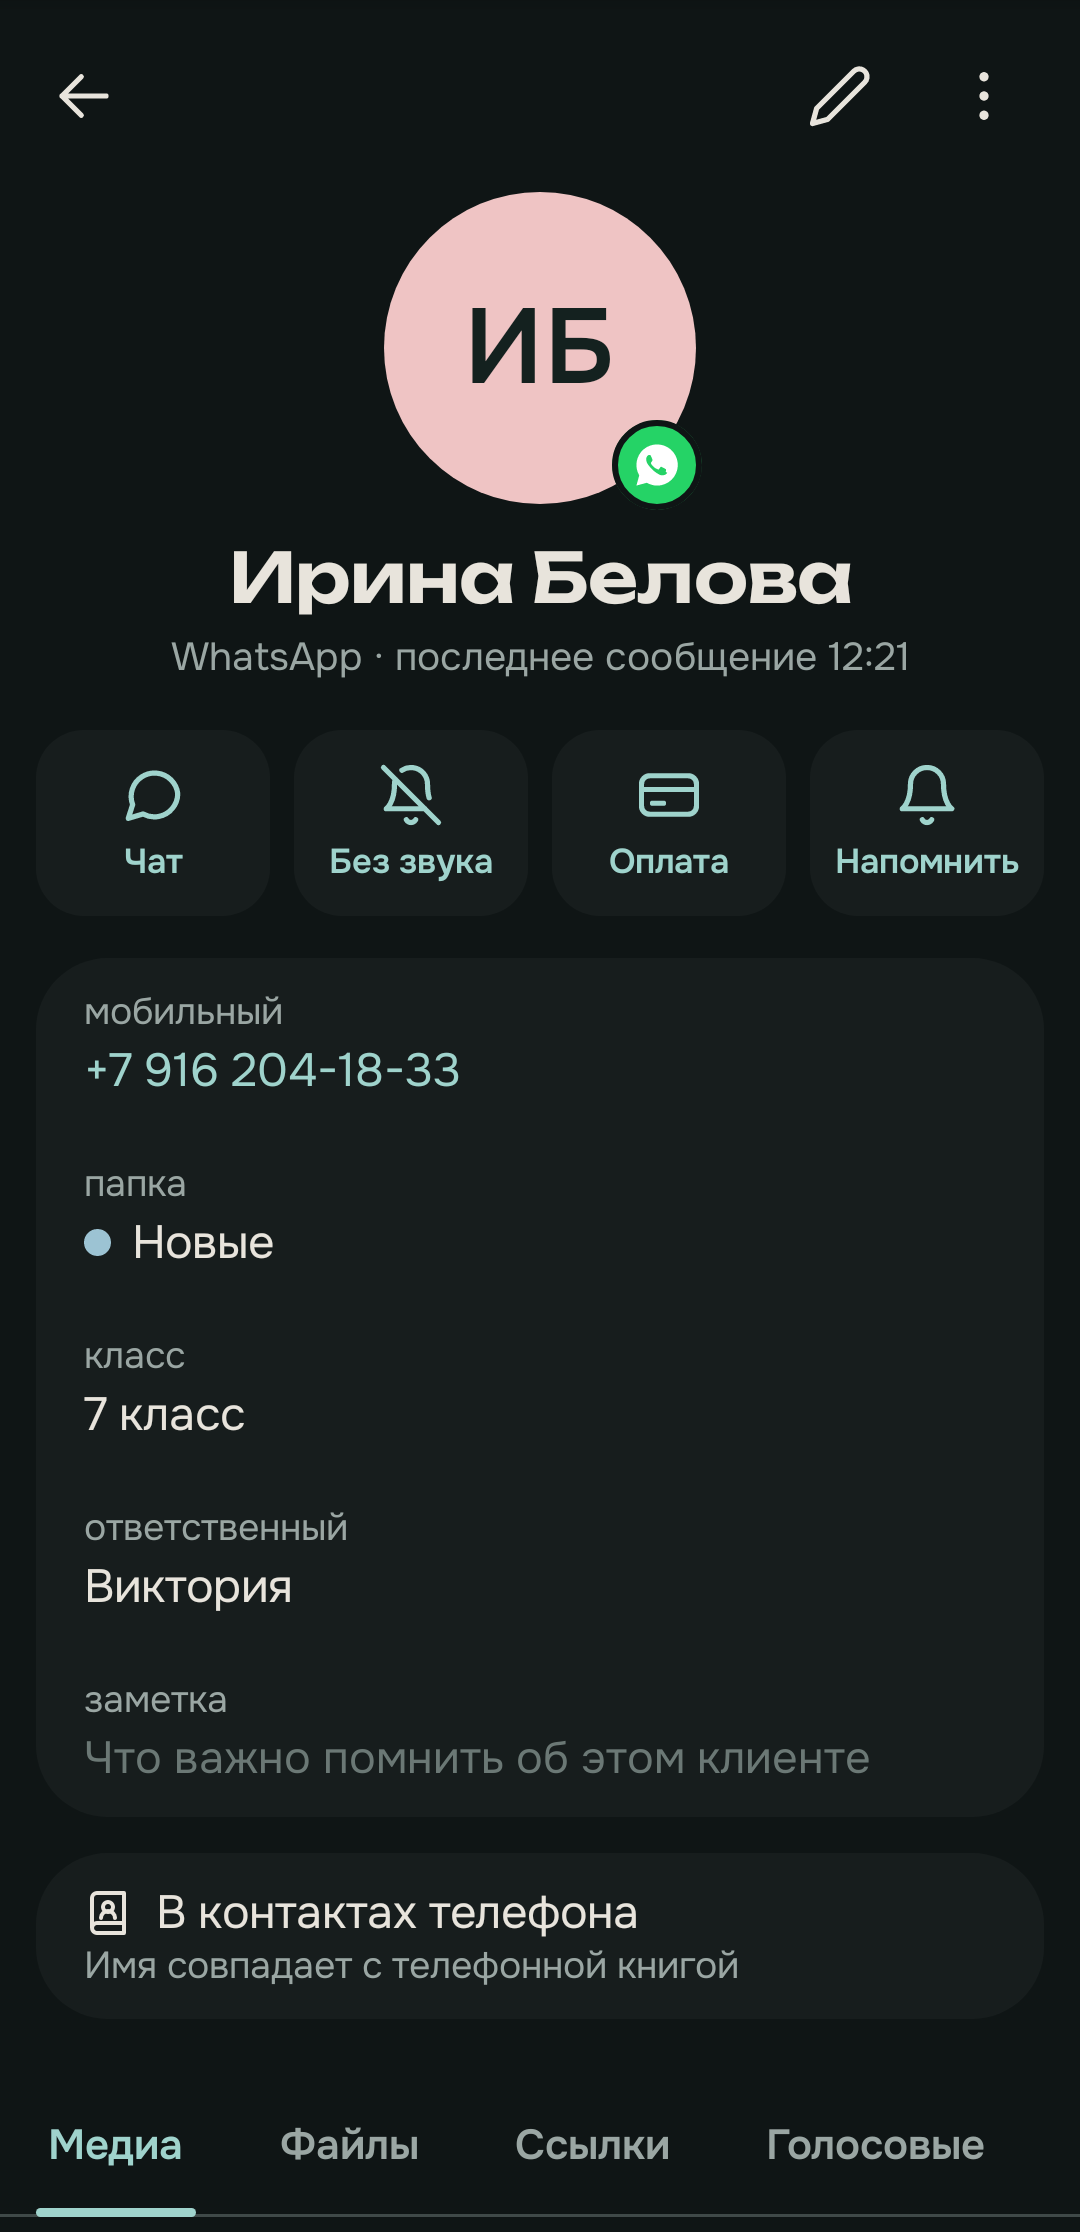 ИБ
Ирина Белова
WhatsApp · последнее сообщение 12:21
Чат
Без звука
Оплата
Напомнить
мобильный
+7 916 204-18-33
папка
Новые
класс
7 класс
ответственный
Виктория
заметка
Что важно помнить об этом клиенте
В контактах телефона
Имя совпадает с телефонной книгой
Медиа
Файлы
Ссылки
Голосовые